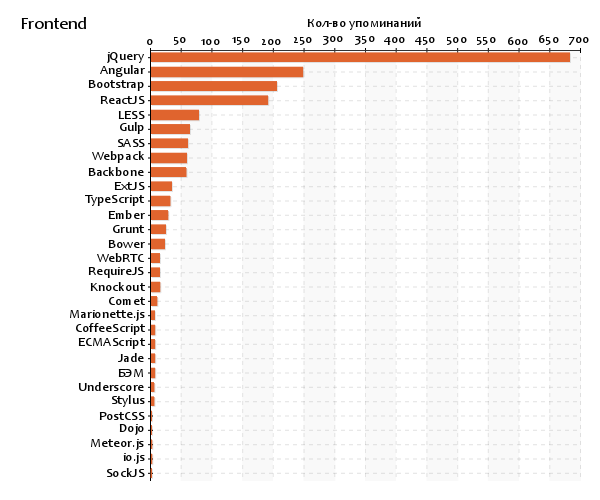 Frontend
Кол-во упоминаний
0 50 100 150 200 250 300 350 400 450 500 550 600 650 700
jQuery
Angular
Bootstrap
ReactJS
LESS
Gulp
SASS
Webpack
Backbone
ExtJS
TypeScript
Ember
Grunt
Bower
WebRTC
RequireJS
Knockout
Comet
Marionette.js
CoffeeScript
ECMAScript
Jade
БЭМ
Underscore
Stylus
PostCSS
Dojo
Meteor.js
io.js
SockJS